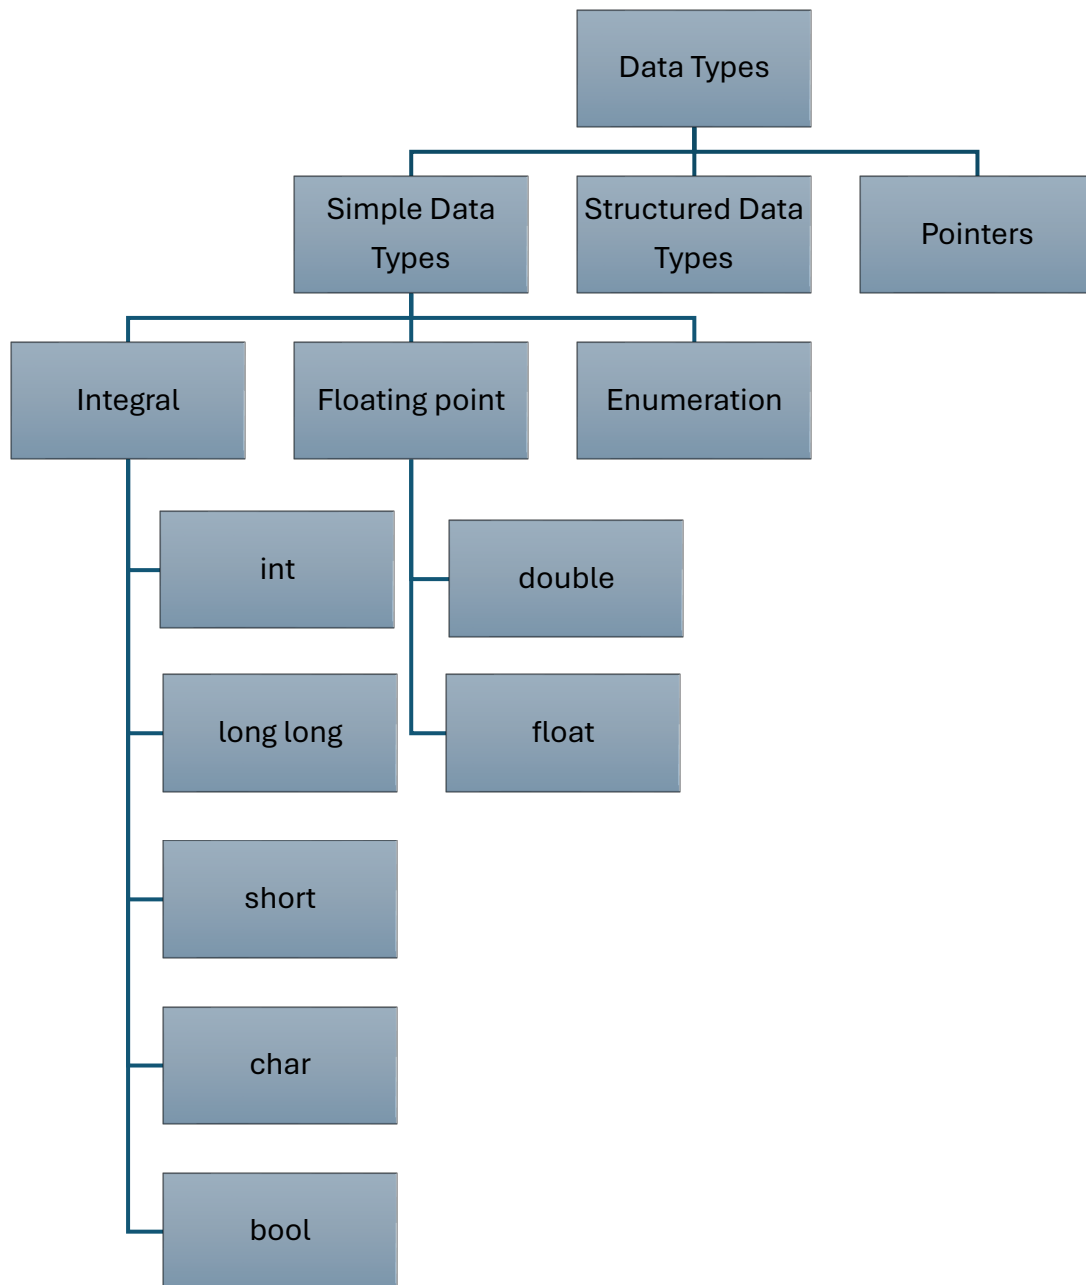 Data Types
Simple Data
Types
Structured Data
Types
Pointers
Integral
Floating point
Enumeration
int
double
long long
float
short
char
bool